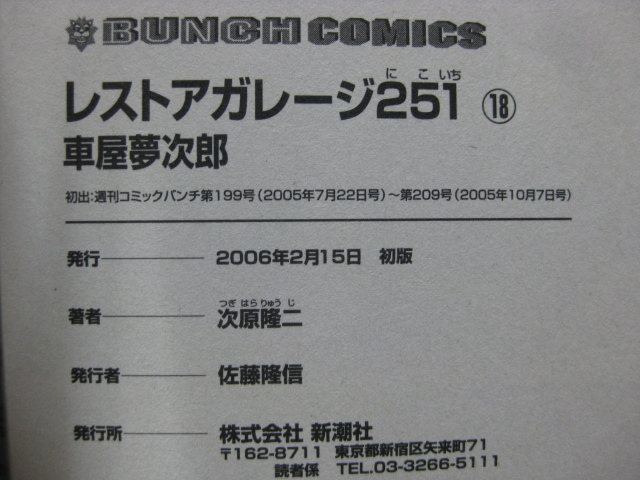 BUNCH COMICS
にこいち
レストアガレージ251 ⑱
車屋夢次郎
初出:週刊コミックバンチ第199号(2005年7月22日号)~第209号(2005年10月7日号)
発行 2006年2月15日 初版
つぎ はら りゅう じ
著者 次原隆二
発行者 佐藤隆信
発行所 株式会社 新潮社
〒162-8711 東京都新宿区矢来町71
読者係 TEL.03-3266-5111